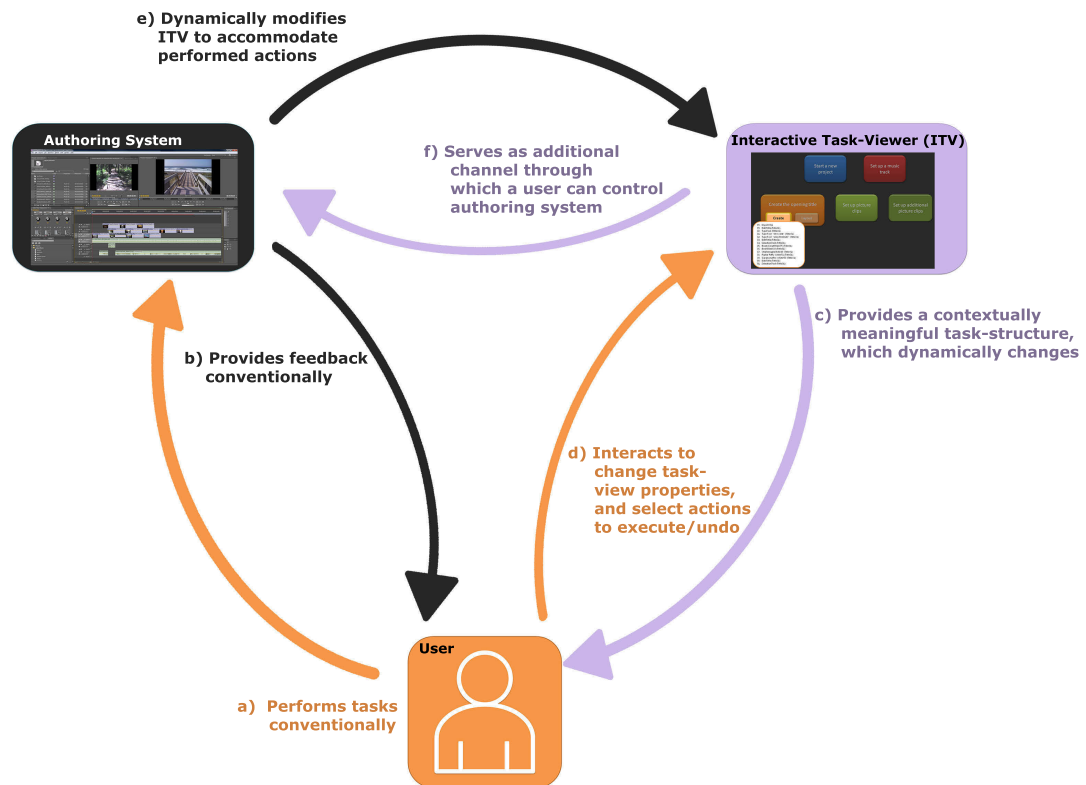 e) Dynamically modifies
ITV to accommodate
performed actions
Authoring System
f) Serves as additional
channel through
which a user can control
authoring system
Interactive Task-Viewer (ITV)
Start a new
project
Set up a music
track
Create the opening title
Set up picture
clips
Set up additional
picture clips
Create
b) Provides feedback
conventionally
c) Provides a contextually
meaningful task-structure,
which dynamically changes
d) Interacts to
change task-
view properties,
and select actions
to execute/undo
User
a) Performs tasks
conventionally